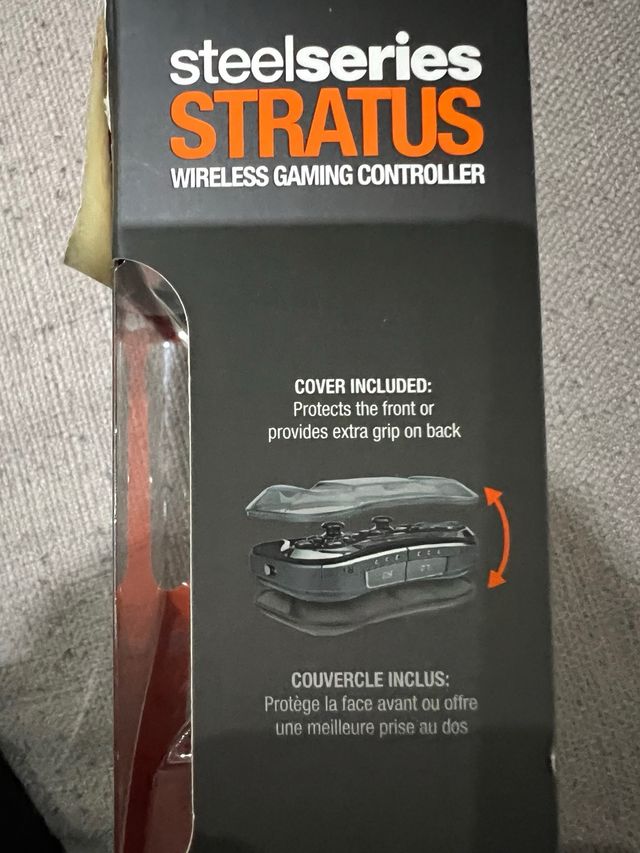 steelseries
STRATUS
WIRELESS GAMING CONTROLLER
COVER INCLUDED:
Protects the front or
provides extra grip on back
COUVERCLE INCLUS:
Protège la face avant ou offre
une meilleure prise au dos